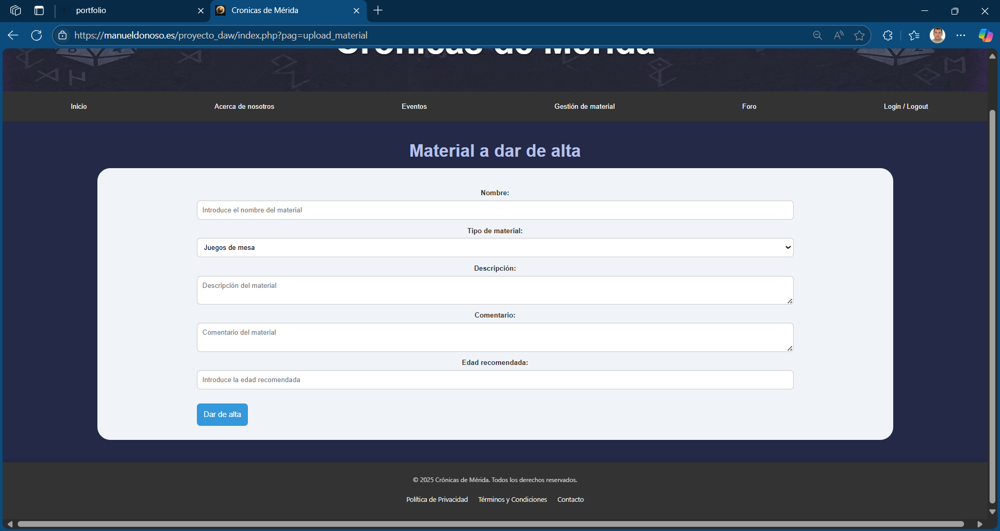 portfolio
Cronicas de Mérida
https://manueldonoso.es/proyecto_daw/index.php?pag=upload_material
Crónicas de Mérida
Inicio
Acerca de nosotros
Eventos
Gestión de material
Foro
Login / Logout
Material a dar de alta
Nombre:
Introduce el nombre del material
Tipo de material:
Juegos de mesa
Descripción:
Descripción del material
Comentario:
Comentario del material
Edad recomendada:
Introduce la edad recomendada
Dar de alta
© 2025 Crónicas de Mérida. Todos los derechos reservados.
Política de Privacidad
Términos y Condiciones
Contacto